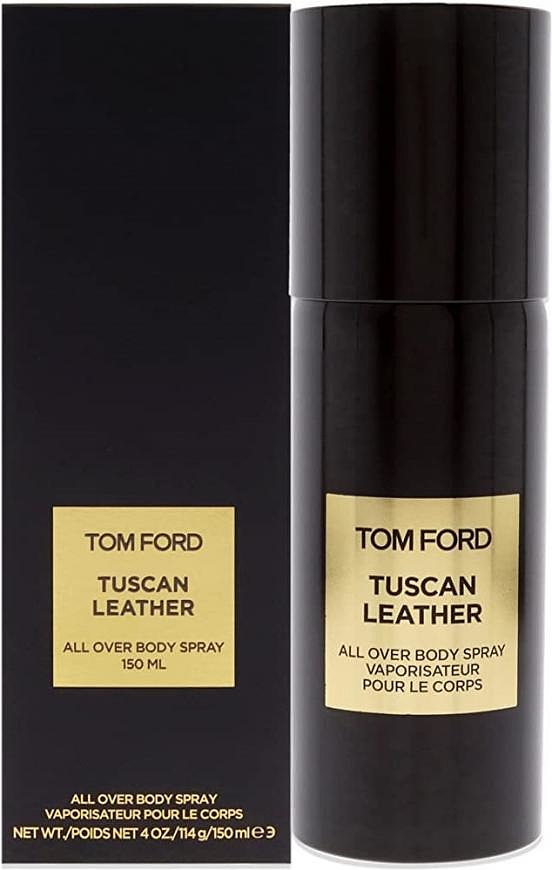 TOM FORD
TUSCAN
LEATHER
ALL OVER BODY SPRAY
150 ML
ALL OVER BODY SPRAY
VAPORISATEUR POUR LE CORPS
NET WT./POIDS NET 4 OZ./114 g/150 ml e 3
TOM FORD
TUSCAN
LEATHER
ALL OVER BODY SPRAY
VAPORISATEUR
POUR LE CORPS